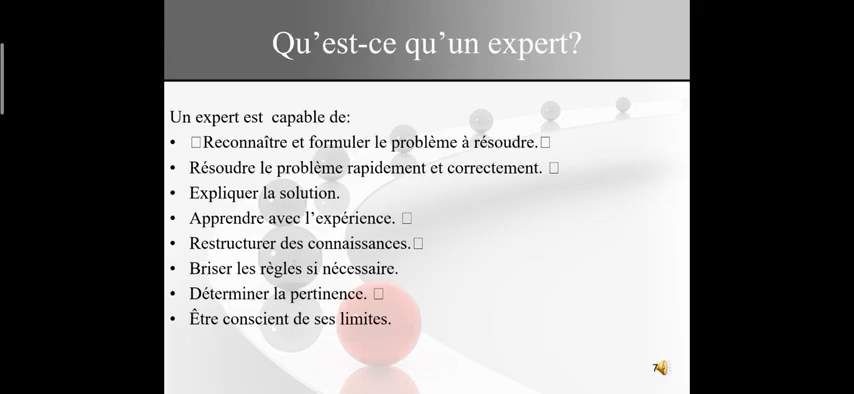 Qu’est-ce qu’un expert?
Un expert est  capable de:
• □Reconnaître et formuler le problème à résoudre.□
• Résoudre le problème rapidement et correctement. □
• Expliquer la solution.
• Apprendre avec l’expérience. □
• Restructurer des connaissances.□
• Briser les règles si nécessaire.
• Déterminer la pertinence. □
• Être conscient de ses limites.
7